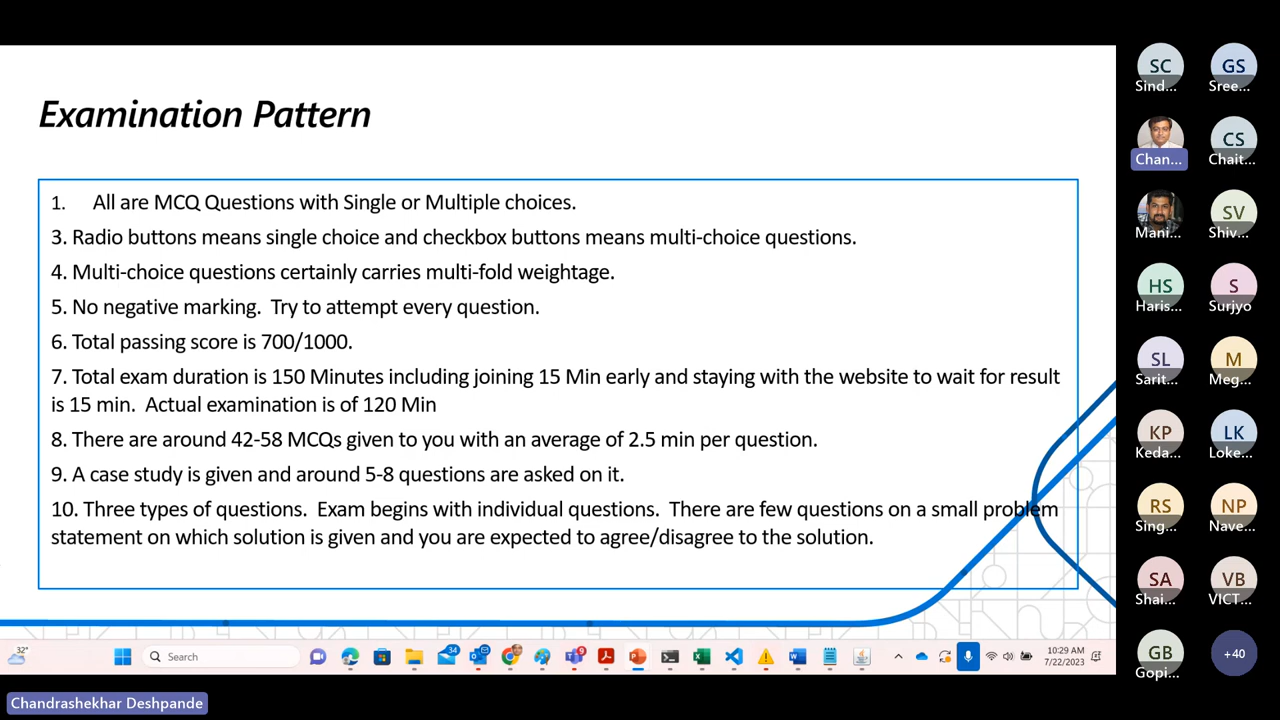 Examination Pattern
1. All are MCQ Questions with Single or Multiple choices.
3. Radio buttons means single choice and checkbox buttons means multi-choice questions.
4. Multi-choice questions certainly carries multi-fold weightage.
5. No negative marking. Try to attempt every question.
6. Total passing score is 700/1000.
7. Total exam duration is 150 Minutes including joining 15 Min early and staying with the website to wait for result
is 15 min. Actual examination is of 120 Min
8. There are around 42-58 MCQs given to you with an average of 2.5 min per question.
9. A case study is given and around 5-8 questions are asked on it.
10. Three types of questions. Exam begins with individual questions. There are few questions on a small problem
statement on which solution is given and you are expected to agree/disagree to the solution.
SC GS
Sind... Sree...
CS
Chan... Chait...
SV
Mani... Shiv...
HS S
Haris... Surjyo
SL M
Sarit... Meg...
KP LK
Keda... Loke...
RS NP
Sing... Nave...
SA VB
Shai... VICT...
GB +40
Gopi...
32°
Search
34
9
10:29 AM
7/22/2023
Chandrashekhar Deshpande